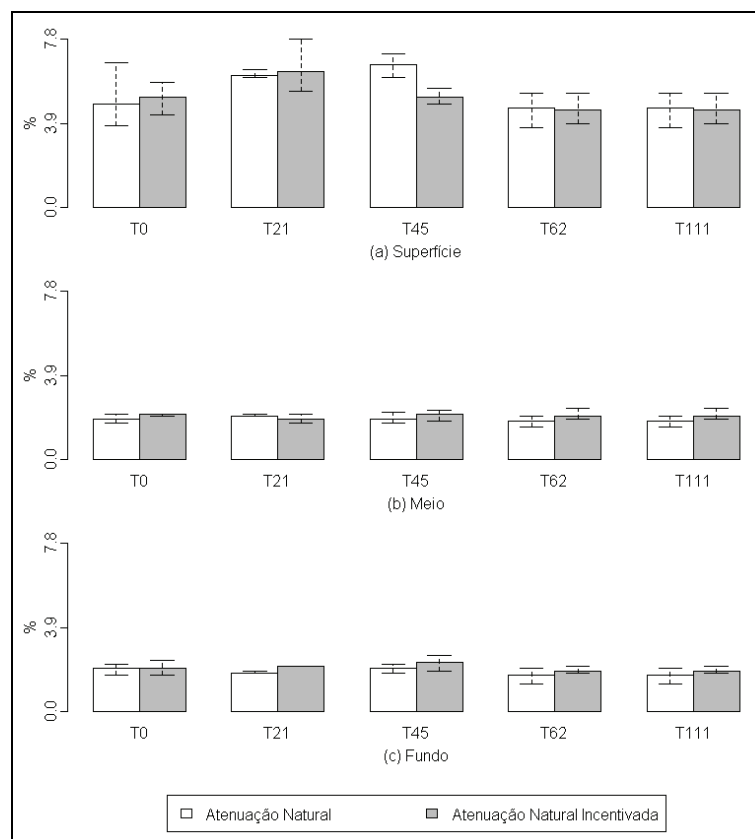 7.8
3.9
%
0.0
T0 T21 T45 T62 T111
(a) Superfície
7.8
3.9
%
0.0
T0 T21 T45 T62 T111
(b) Meio
7.8
3.9
%
0.0
T0 T21 T45 T62 T111
(c) Fundo
Atenuação Natural Atenuação Natural Incentivada